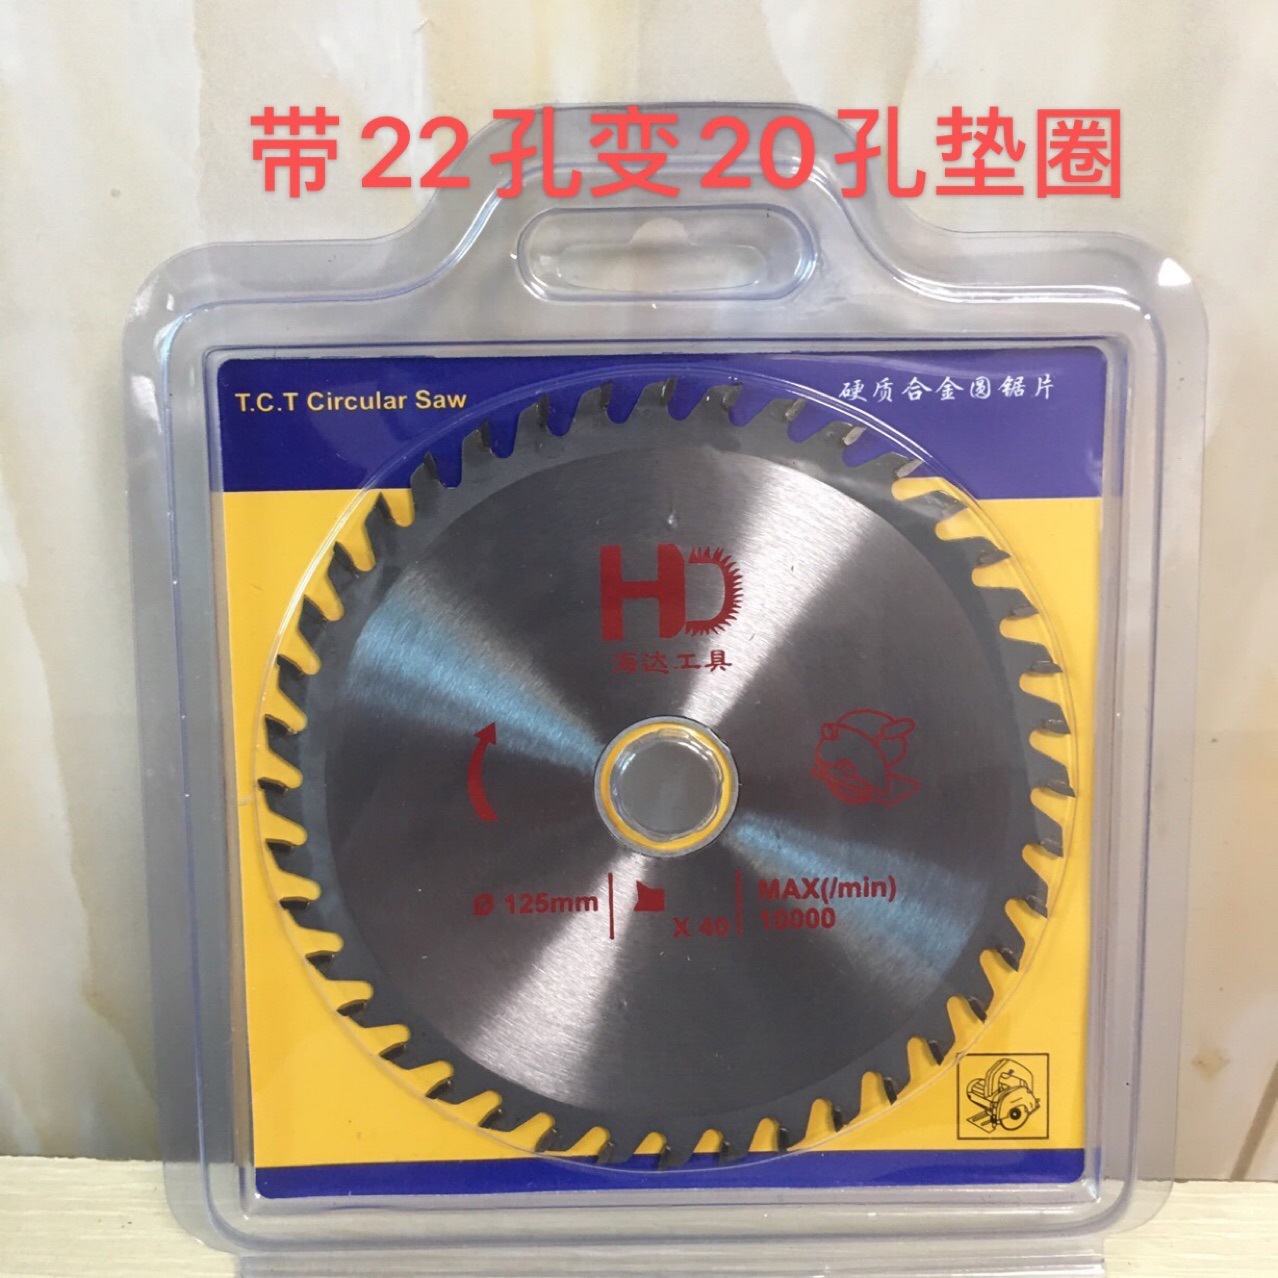 带22孔变20孔垫圈
T.C.T Circular Saw
硬质合金圆锯片
HD
海达工具
Ø 125mm
X 40
MAX(/min)
10000